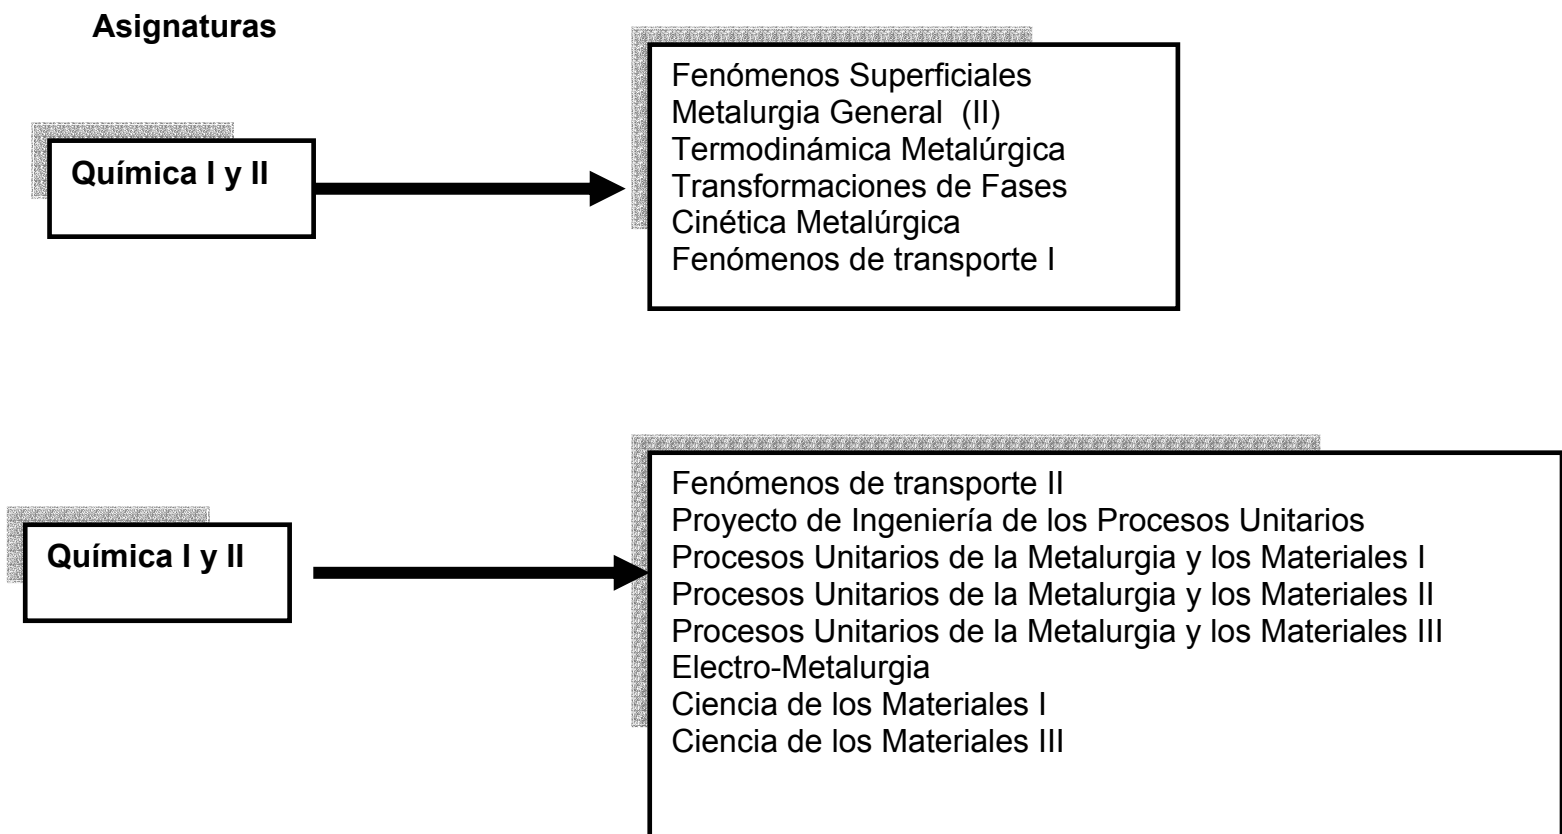 Asignaturas
Química I y II
Fenómenos Superficiales
Metalurgia General (II)
Termodinámica Metalúrgica
Transformaciones de Fases
Cinética Metalúrgica
Fenómenos de transporte I
Química I y II
Fenómenos de transporte II
Proyecto de Ingeniería de los Procesos Unitarios
Procesos Unitarios de la Metalurgia y los Materiales I
Procesos Unitarios de la Metalurgia y los Materiales II
Procesos Unitarios de la Metalurgia y los Materiales III
Electro-Metalurgia
Ciencia de los Materiales I
Ciencia de los Materiales III